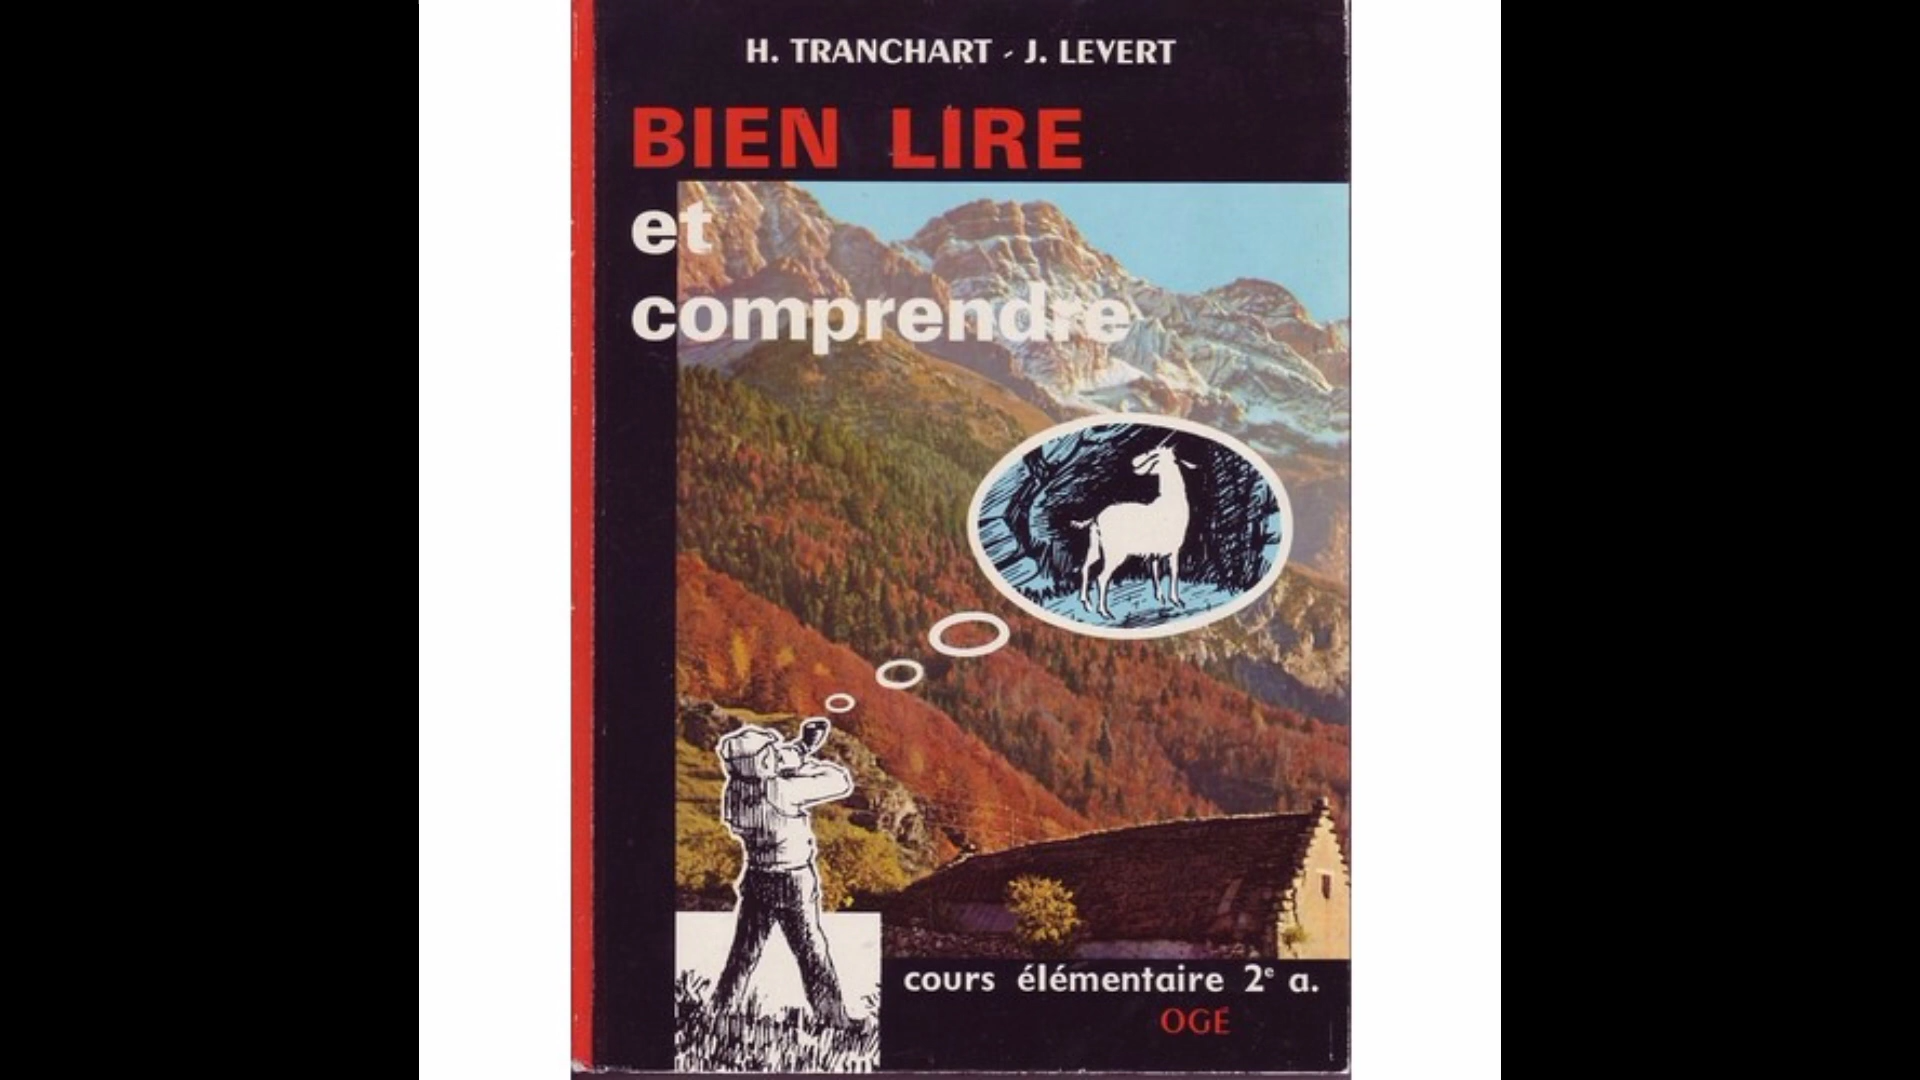 H. TRANCHART - J. LEVERT
BIEN LIRE
et
comprendre
cours élémentaire 2e a.
OGÉ